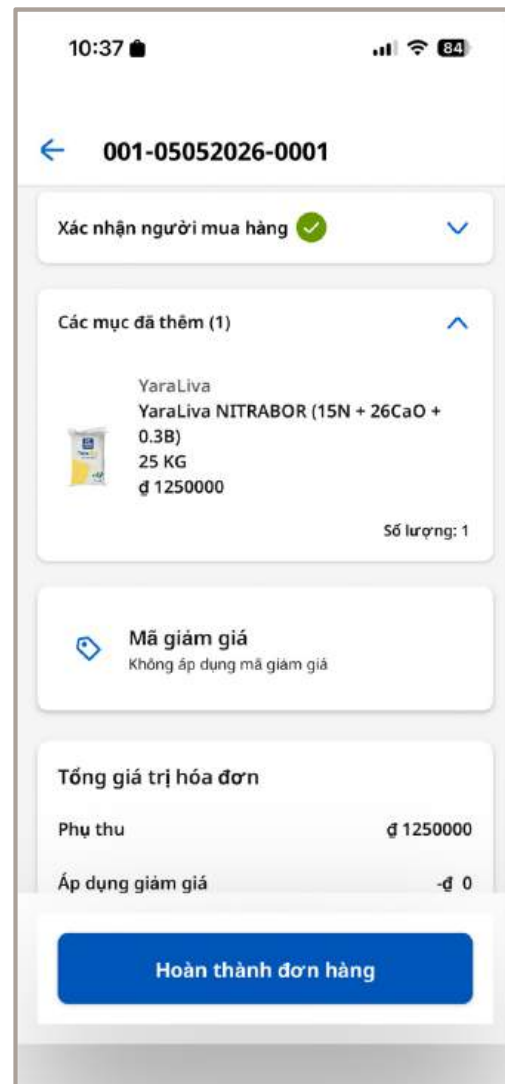 10:37
84
001-05052026-0001
Xác nhận người mua hàng
Các mục đã thêm (1)
YaraLiva
YaraLiva NITRABOR (15N + 26CaO +
0.3B)
25 KG
₫ 1250000
Số lượng: 1
Mã giảm giá
Không áp dụng mã giảm giá
Tổng giá trị hóa đơn
Phụ thu
₫ 1250000
Áp dụng giảm giá
-₫ 0
Hoàn thành đơn hàng